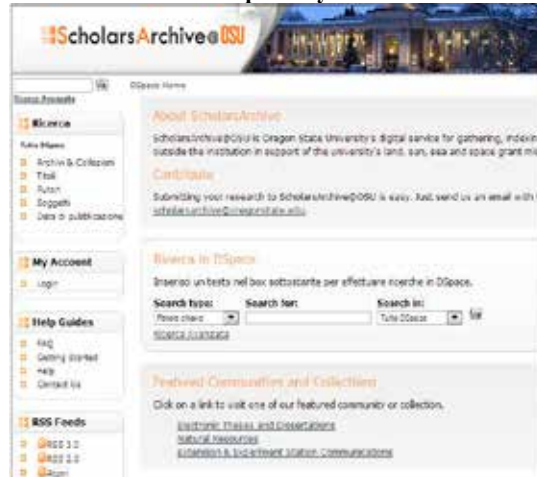 ScholarsArchive@OSU
DSpace Home
Ricerca Avanzata
Ricerca
Tutto DSpace
Archivi & Collezioni
Titoli
Autori
Soggetti
Data di pubblicazione
My Account
Login
Help Guides
FAQ
Getting Started
Help
Contact Us
RSS Feeds
RSS 1.0
RSS 2.0
Atom
About ScholarsArchive
ScholarsArchive@OSU is Oregon State University's digital service for gathering, indexin
outside the institution in support of the university's land, sun, sea and space grant mi
Contribute
Submitting your research to ScholarsArchive@OSU is easy. Just send us an email with
scholarsarchive@oregonstate.edu
Ricerca in DSpace
Inserisci un testo nel box sottostante per effettuare ricerche in DSpace.
Search type: Search for: Search in:
Parola chiave Tutto DSpace
Ricerca Avanzata
Featured Communities and Collections
Click on a link to visit one of our featured community or collection.
Electronic Theses and Dissertations
Natural Resources
Extension & Experiment Station Communications